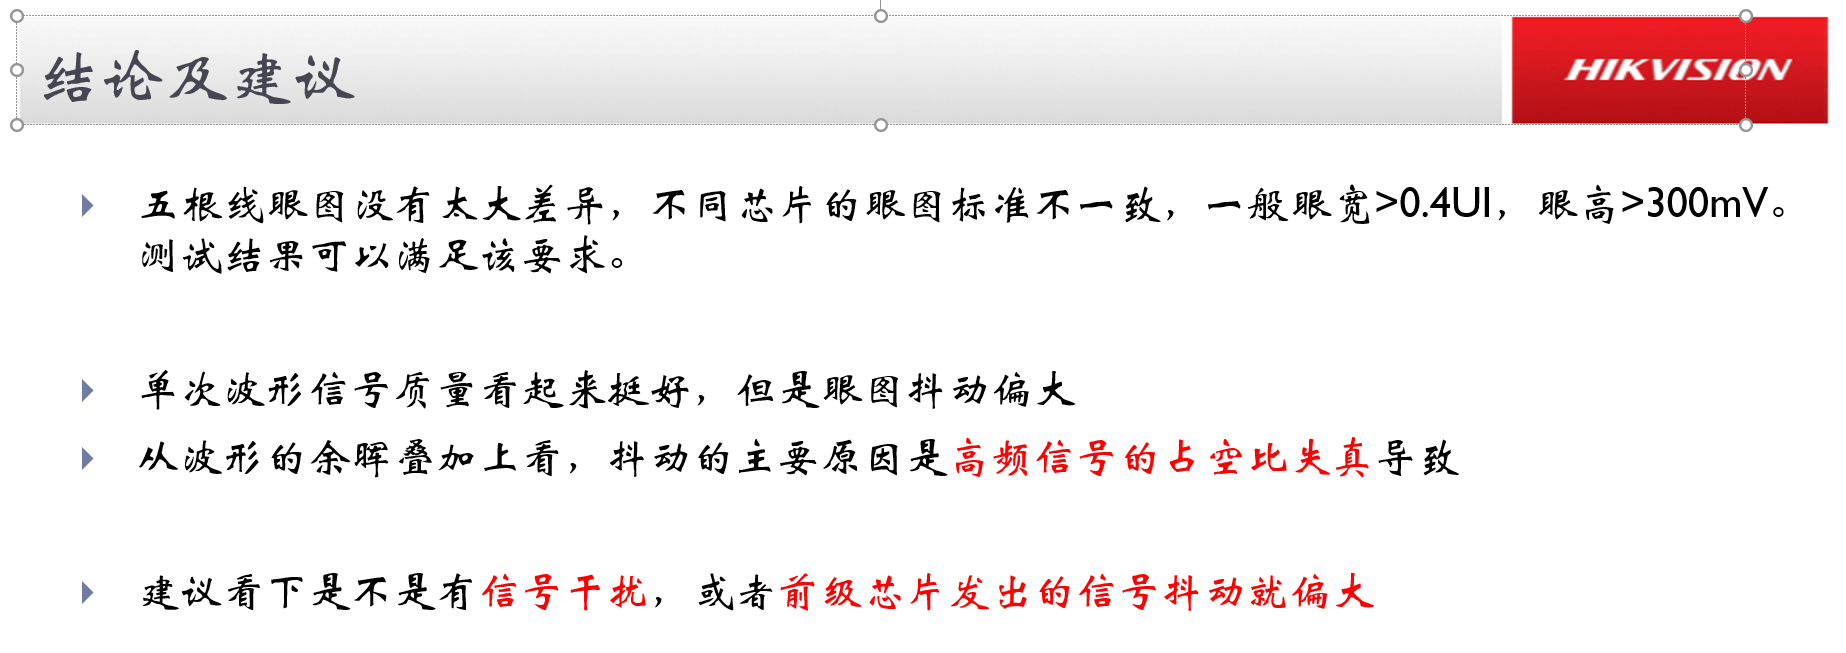 结论及建议
HIKVISION
五根线眼图没有太大差异，不同芯片的眼图标准不一致，一般眼宽>0.4UI，眼高>300mV。
测试结果可以满足该要求。
单次波形信号质量看起来挺好，但是眼图抖动偏大
从波形的余晖叠加上看，抖动的主要原因是高频信号的占空比失真导致
建议看下是不是有信号干扰，或者前级芯片发出的信号抖动就偏大